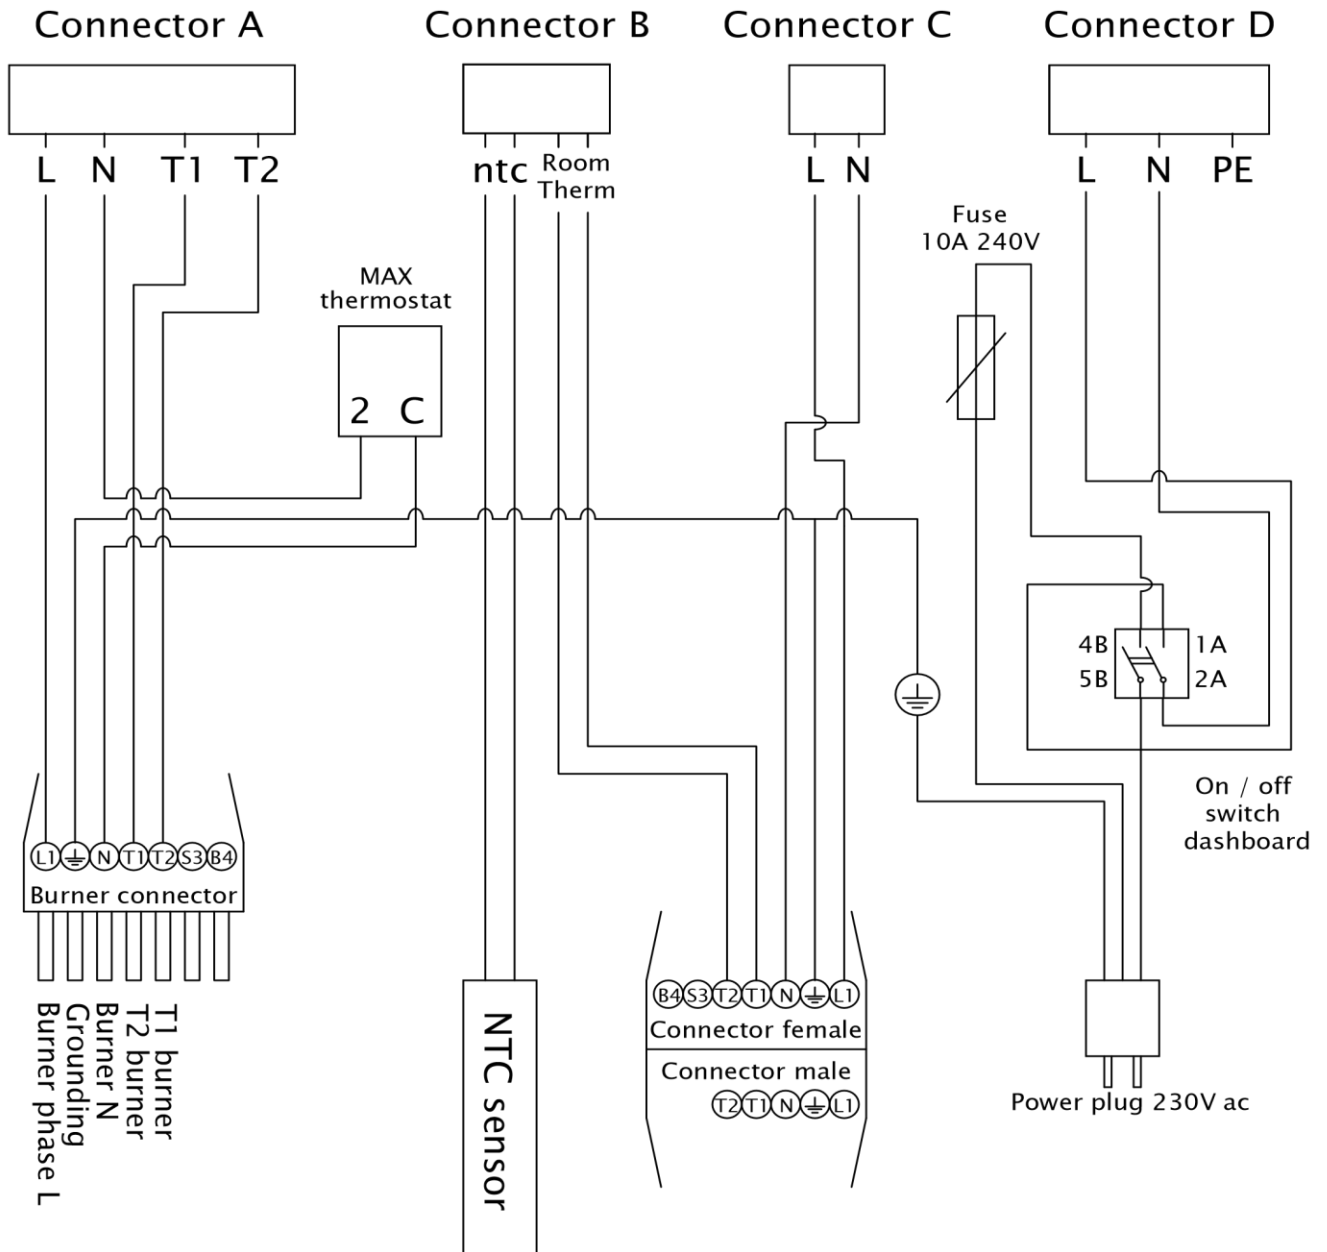 Connector A
Connector B
Connector C
Connector D
L N T1 T2
ntc
Room
Therm
L N
L N PE
Fuse
10A 240V
MAX
thermostat
2 C
4B 1A
5B 2A
On / off
switch
dashboard
L1 N T1 T2 S3 B4
Burner connector
Burner phase L
Grounding
Burner N
T2 burner
T1 burner
NTC sensor
B4 S3 T2 T1 N L1
Connector female
Connector male
T2 T1 N L1
Power plug 230V ac